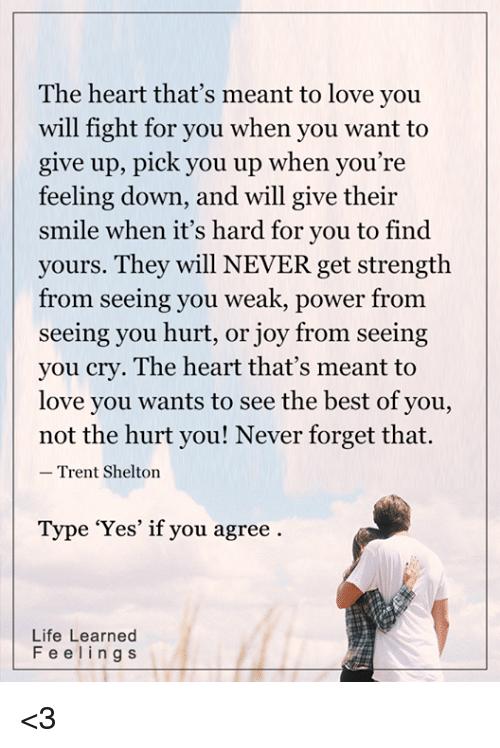 The heart that's meant to love you
will fight for you when you want to
give up, pick you up when you're
feeling down, and will give their
smile when it's hard for you to find
yours. They will NEVER get strength
from seeing you weak, power from
seeing you hurt, or joy from seeing
you cry. The heart that's meant to
love you wants to see the best of you,
not the hurt you! Never forget that.
– Trent Shelton
Type ‘Yes’ if you agree .
Life Learned
Feelings
<3